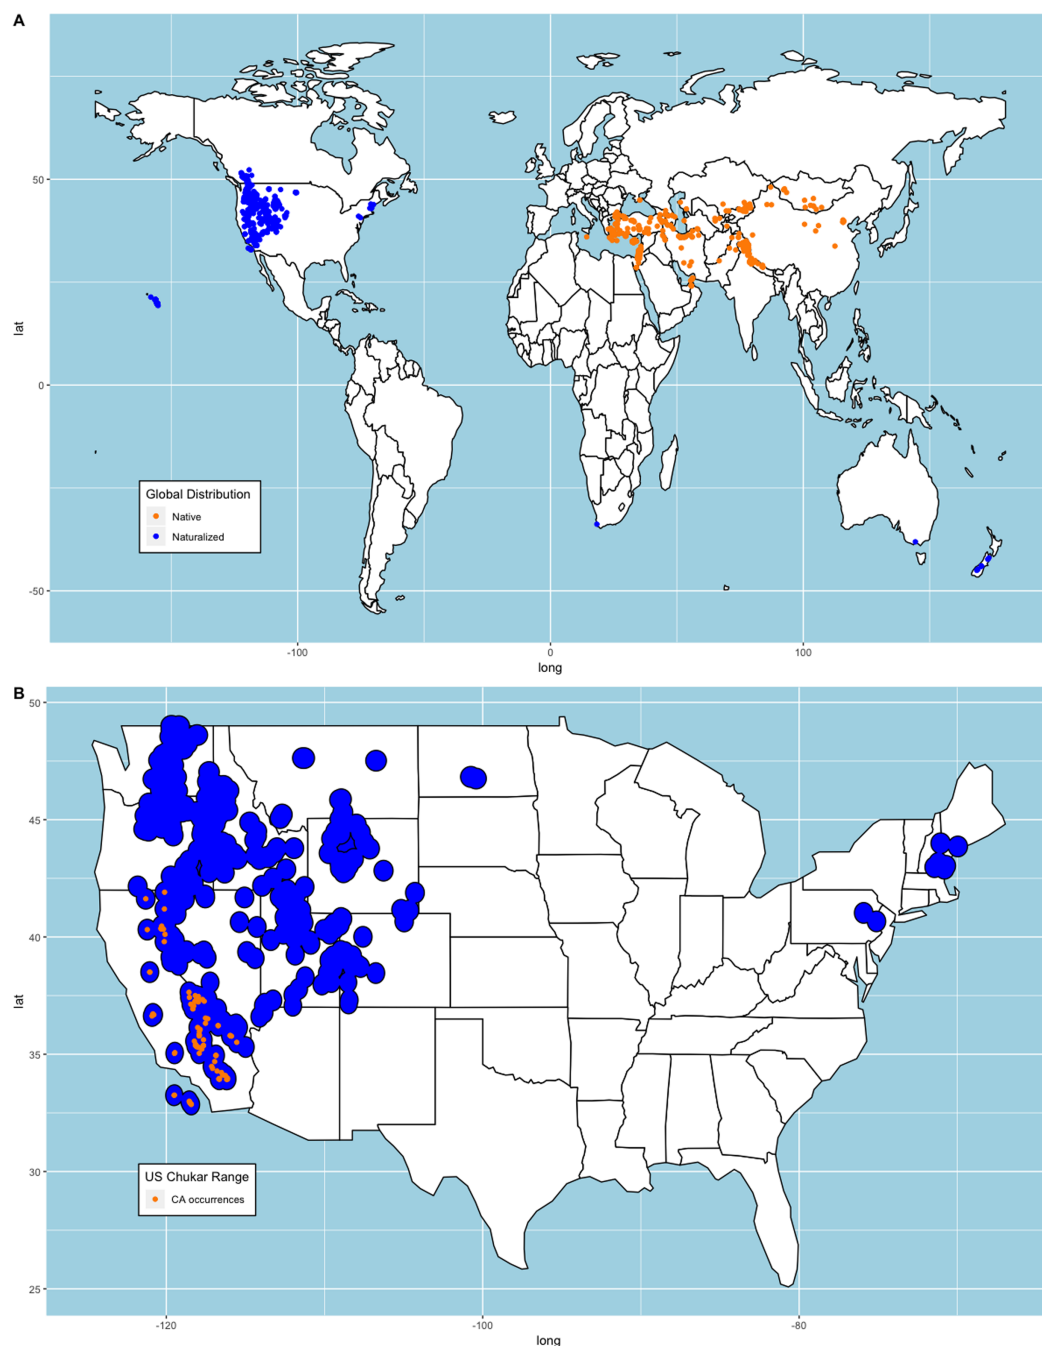 A
lat
50
0
-50
Global Distribution
Native
Naturalized
-100
0
100
long
B
lat
50
45
40
35
30
25
US Chukar Range
CA occurrences
-120
-100
-80
long